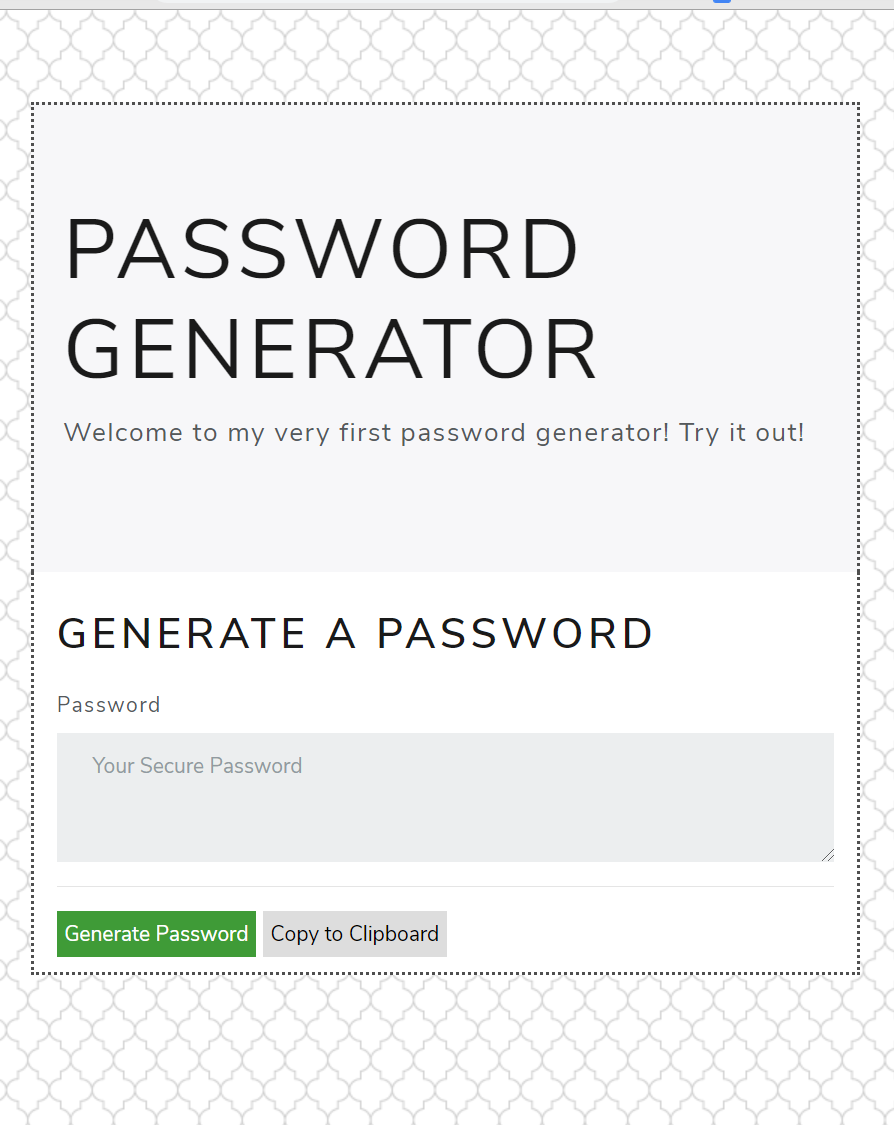 PASSWORD
GENERATOR
Welcome to my very first password generator! Try it out!
GENERATE A PASSWORD
Password
Your Secure Password
Generate Password Copy to Clipboard